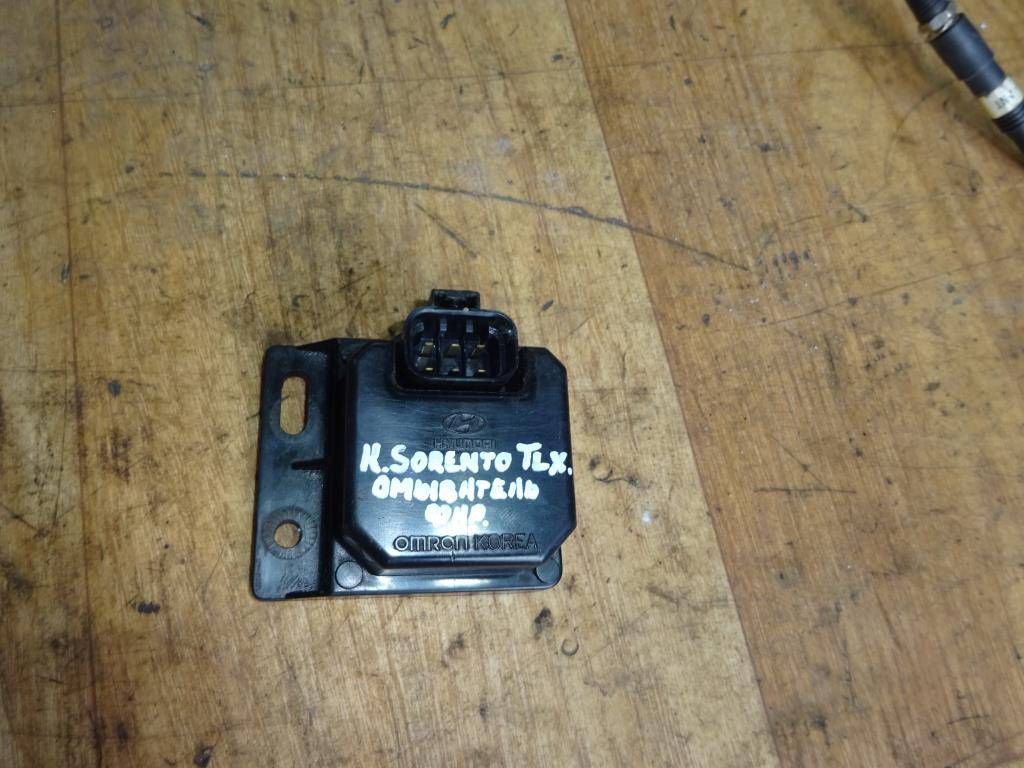 HYUNDAI
K. SORENTO TLX.
ОМЫВАТЕЛЬ
ФАР.
OMRON KOREA